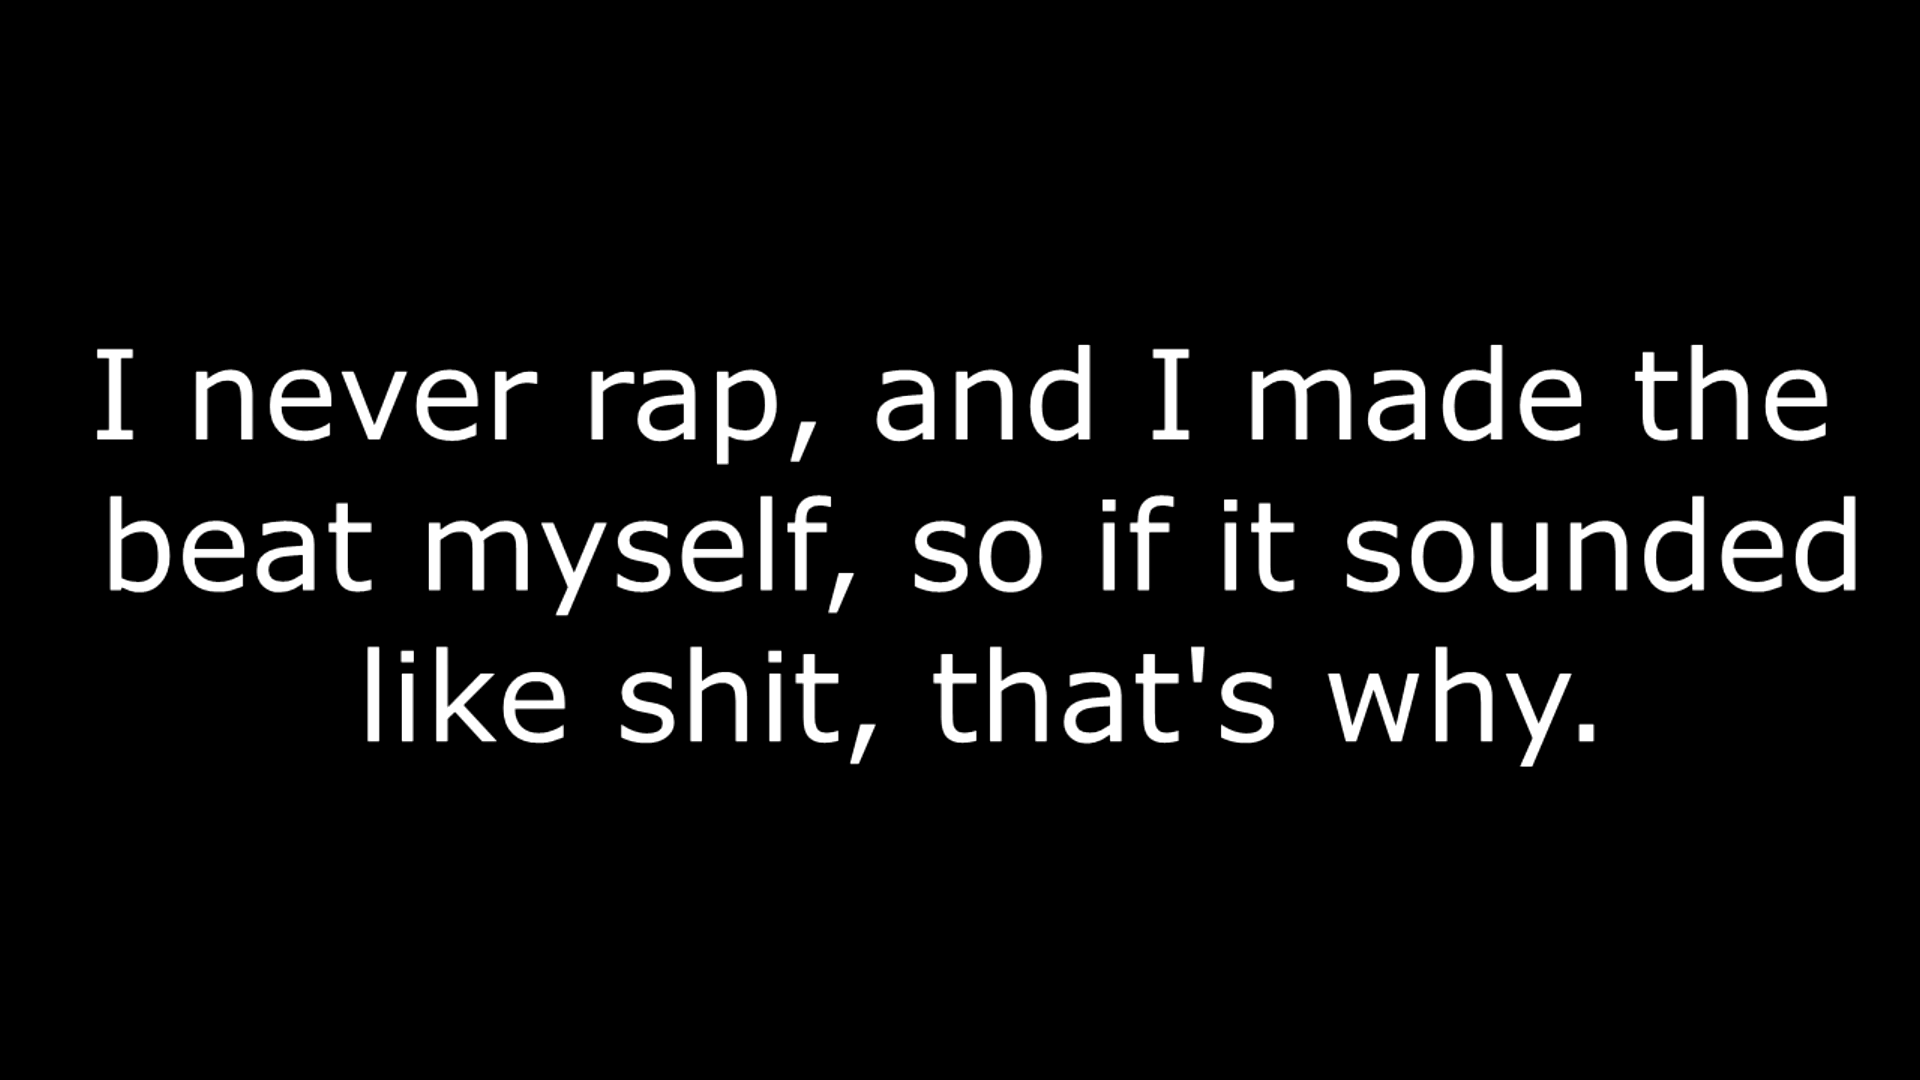 I never rap, and I made the
beat myself, so if it sounded
like shit, that's why.